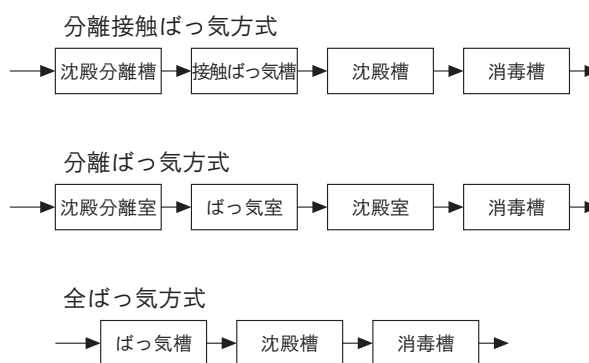 分離接触ばっ気方式
沈殿分離槽 接触ばっ気槽 沈殿槽 消毒槽
分離ばっ気方式
沈殿分離室 ばっ気室 沈殿室 消毒槽
全ばっ気方式
ばっ気槽 沈殿槽 消毒槽